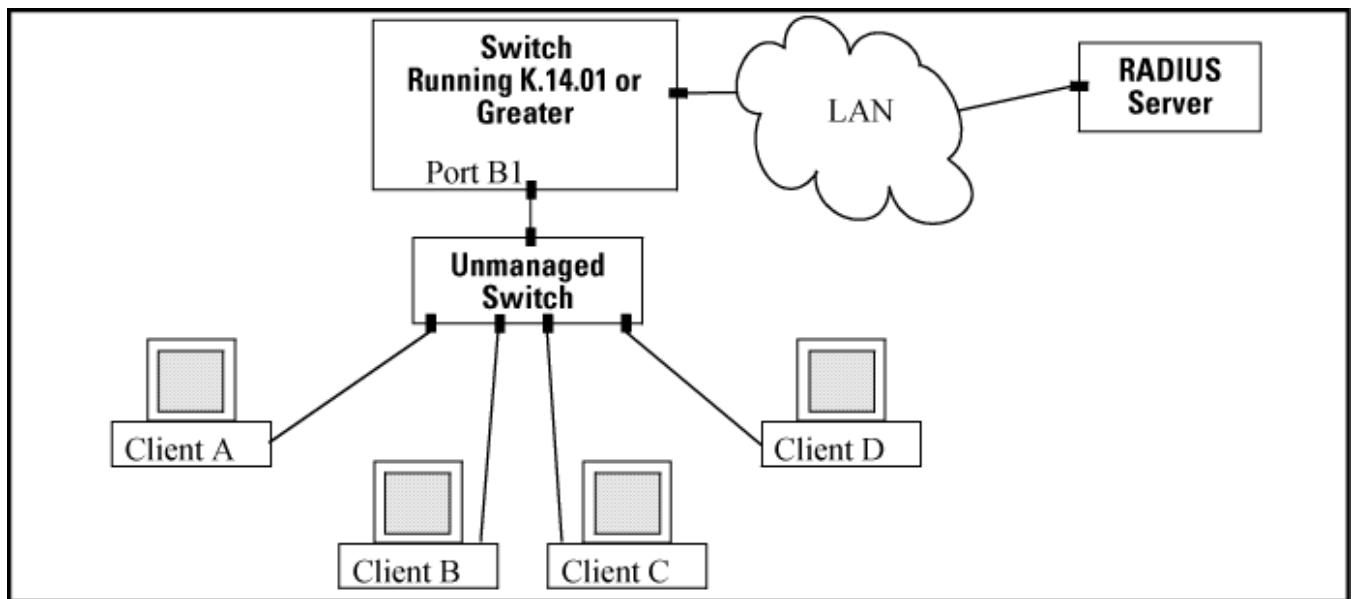 Switch
Running K.14.01 or
Greater
Port B1
LAN
RADIUS
Server
Unmanaged
Switch
Client A
Client B
Client C
Client D